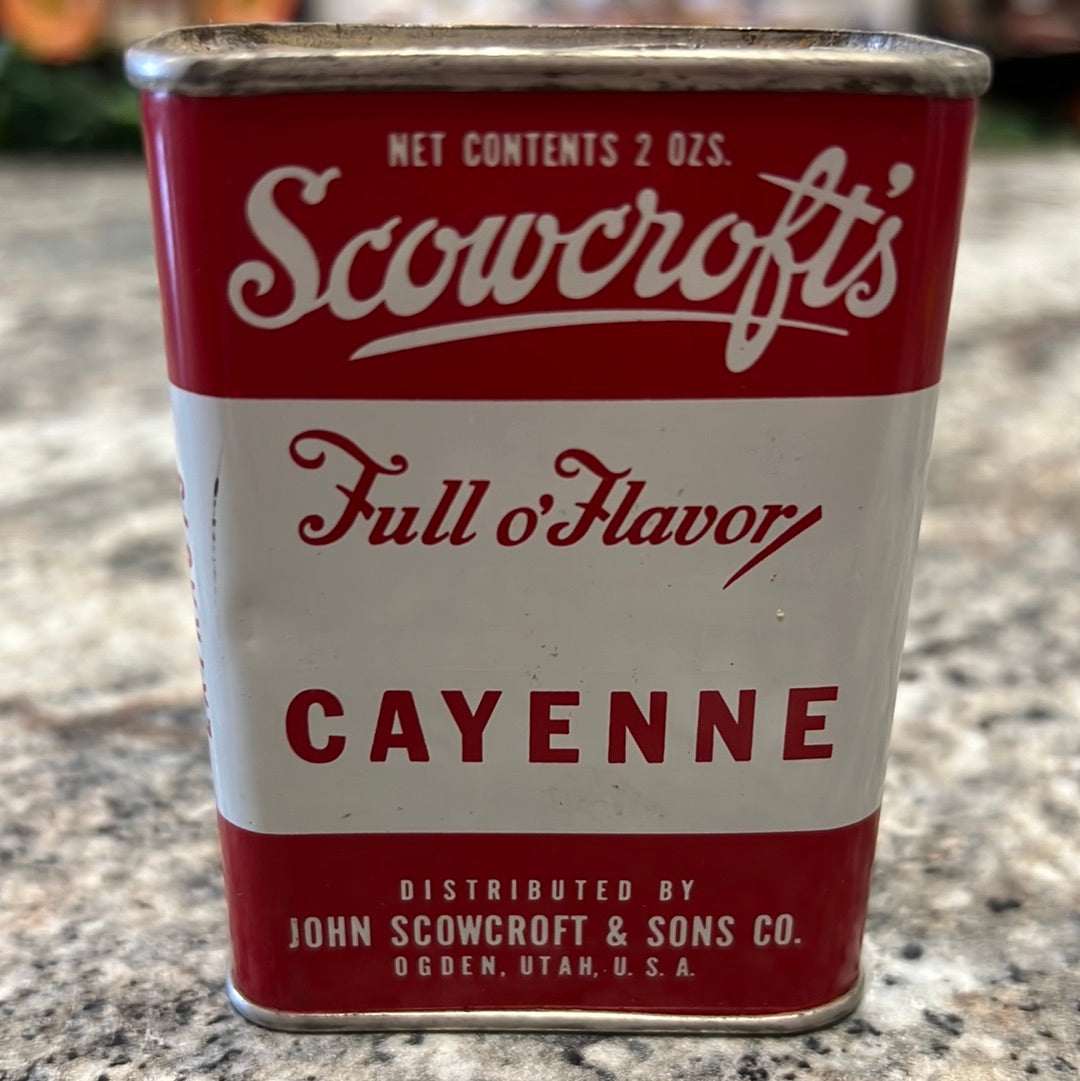 NET CONTENTS 2 OZS.
Scowcroft's
Full o' Flavor
CAYENNE
DISTRIBUTED BY
JOHN SCOWCROFT & SONS CO.
OGDEN, UTAH, U. S. A.